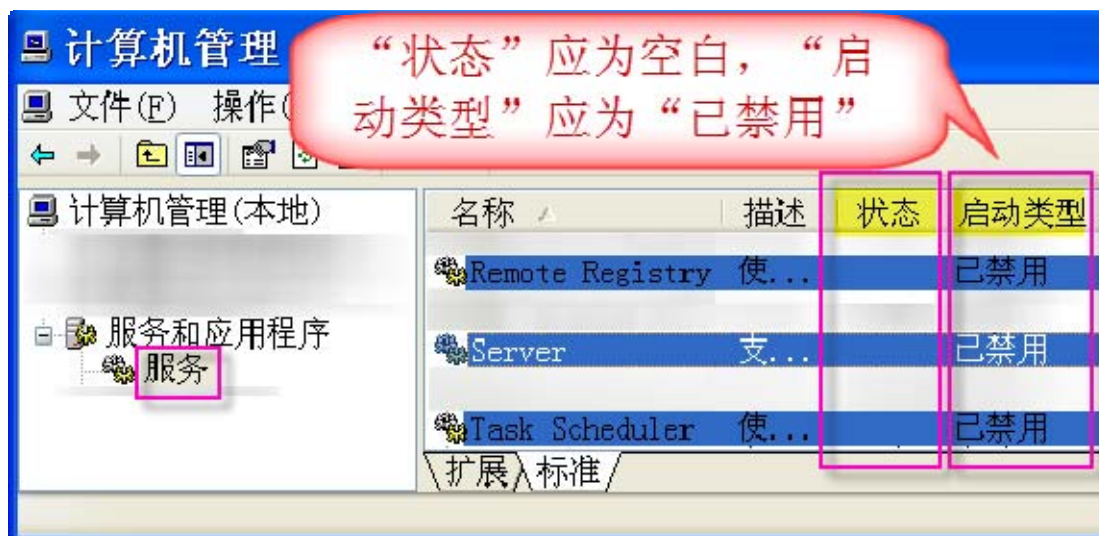 计算机管理
“状态”应为空白，“启
动类型”应为“已禁用”
文件(F) 操作(
计算机管理(本地)
服务和应用程序
服务
名称 描述 状态 启动类型
Remote Registry 使... 已禁用
Server 支... 已禁用
Task Scheduler 使... 已禁用
扩展 标准